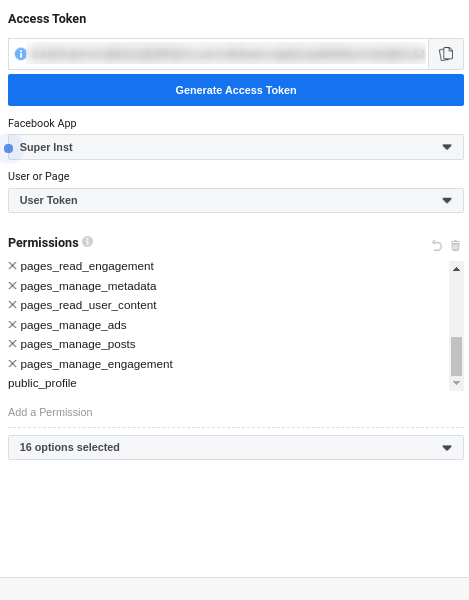 Access Token
Generate Access Token
Facebook App
Super Inst
User or Page
User Token
Permissions
pages_read_engagement
pages_manage_metadata
pages_read_user_content
pages_manage_ads
pages_manage_posts
pages_manage_engagement
public_profile
Add a Permission
16 options selected